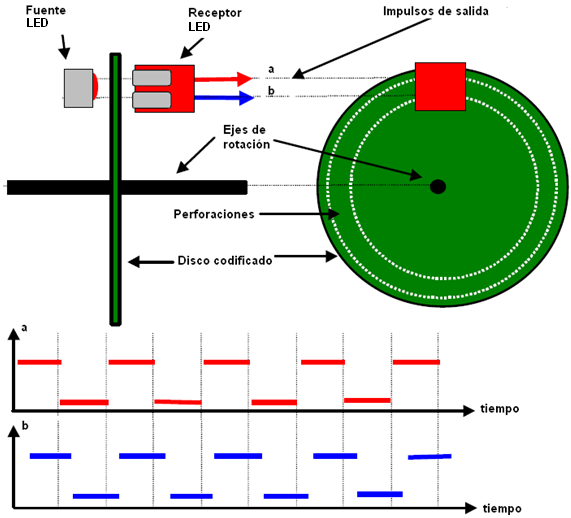 Fuente
LED
Receptor
LED
Impulsos de salida
a
b
Ejes de
rotación
Perforaciones
Disco codificado
a
tiempo
b
tiempo